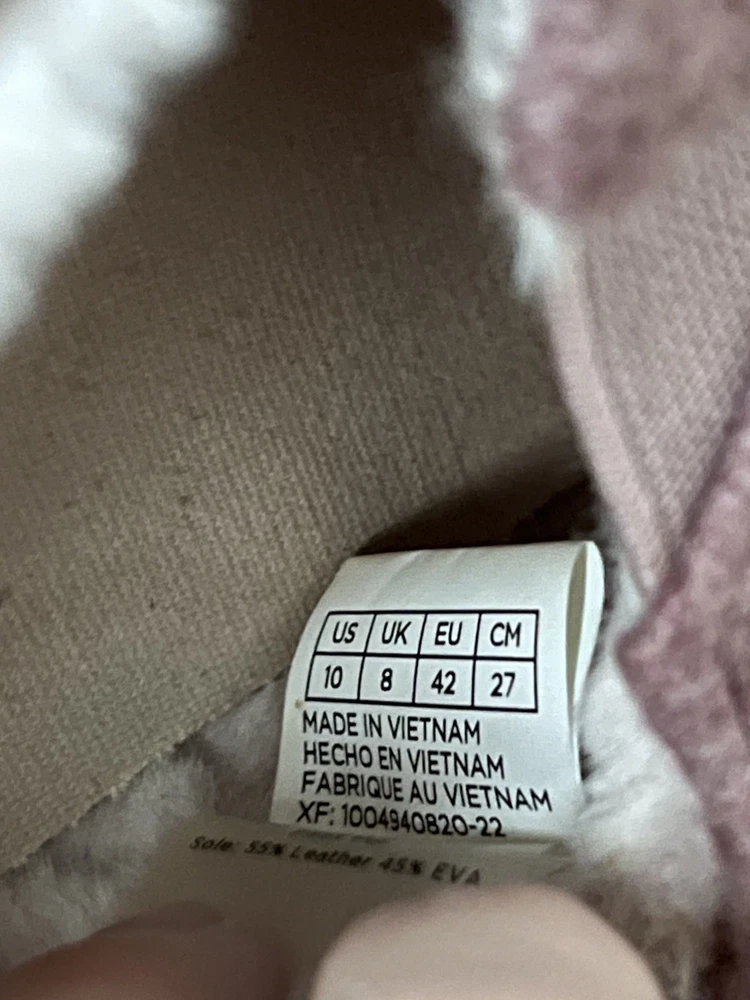 US UK EU CM
10 8 42 27
MADE IN VIETNAM
HECHO EN VIETNAM
FABRIQUE AU VIETNAM
XF: 1004940820-22
Sole: 55% Leather 45% EVA